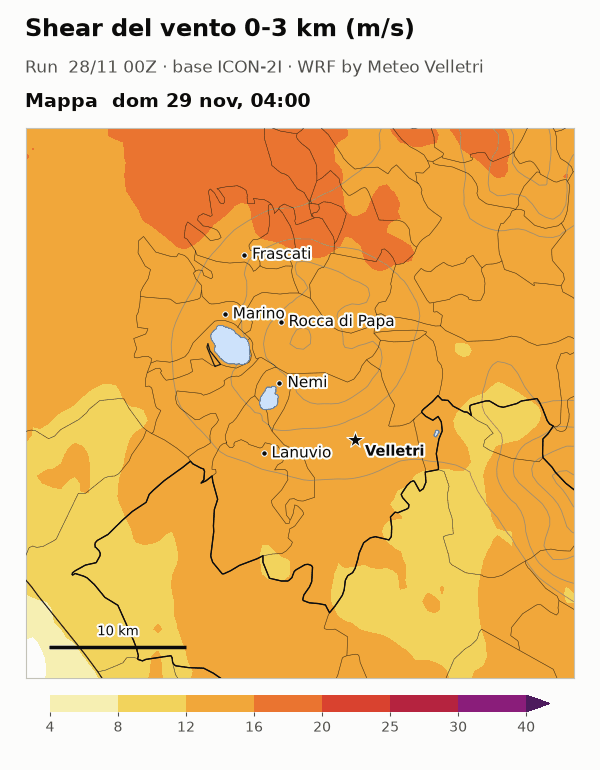 Shear del vento 0-3 km (m/s)
Run  28/11 00Z · base ICON-2I · WRF by Meteo Velletri
Mappa  dom 29 nov, 04:00
Frascati
Marino
Rocca di Papa
Nemi
Velletri
Lanuvio
10 km
4 8 12 16 20 25 30 40